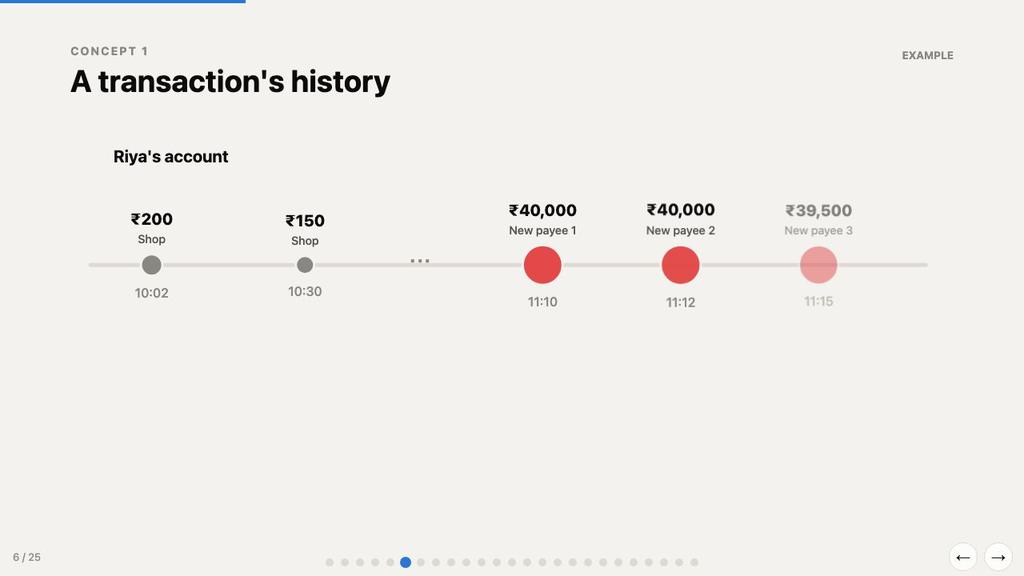 CONCEPT 1
EXAMPLE
A transaction's history
Riya's account
₹200
Shop
10:02
₹150
Shop
10:30
...
₹40,000
New payee 1
11:10
₹40,000
New payee 2
11:12
₹39,500
New payee 3
11:15
6 / 25
← →